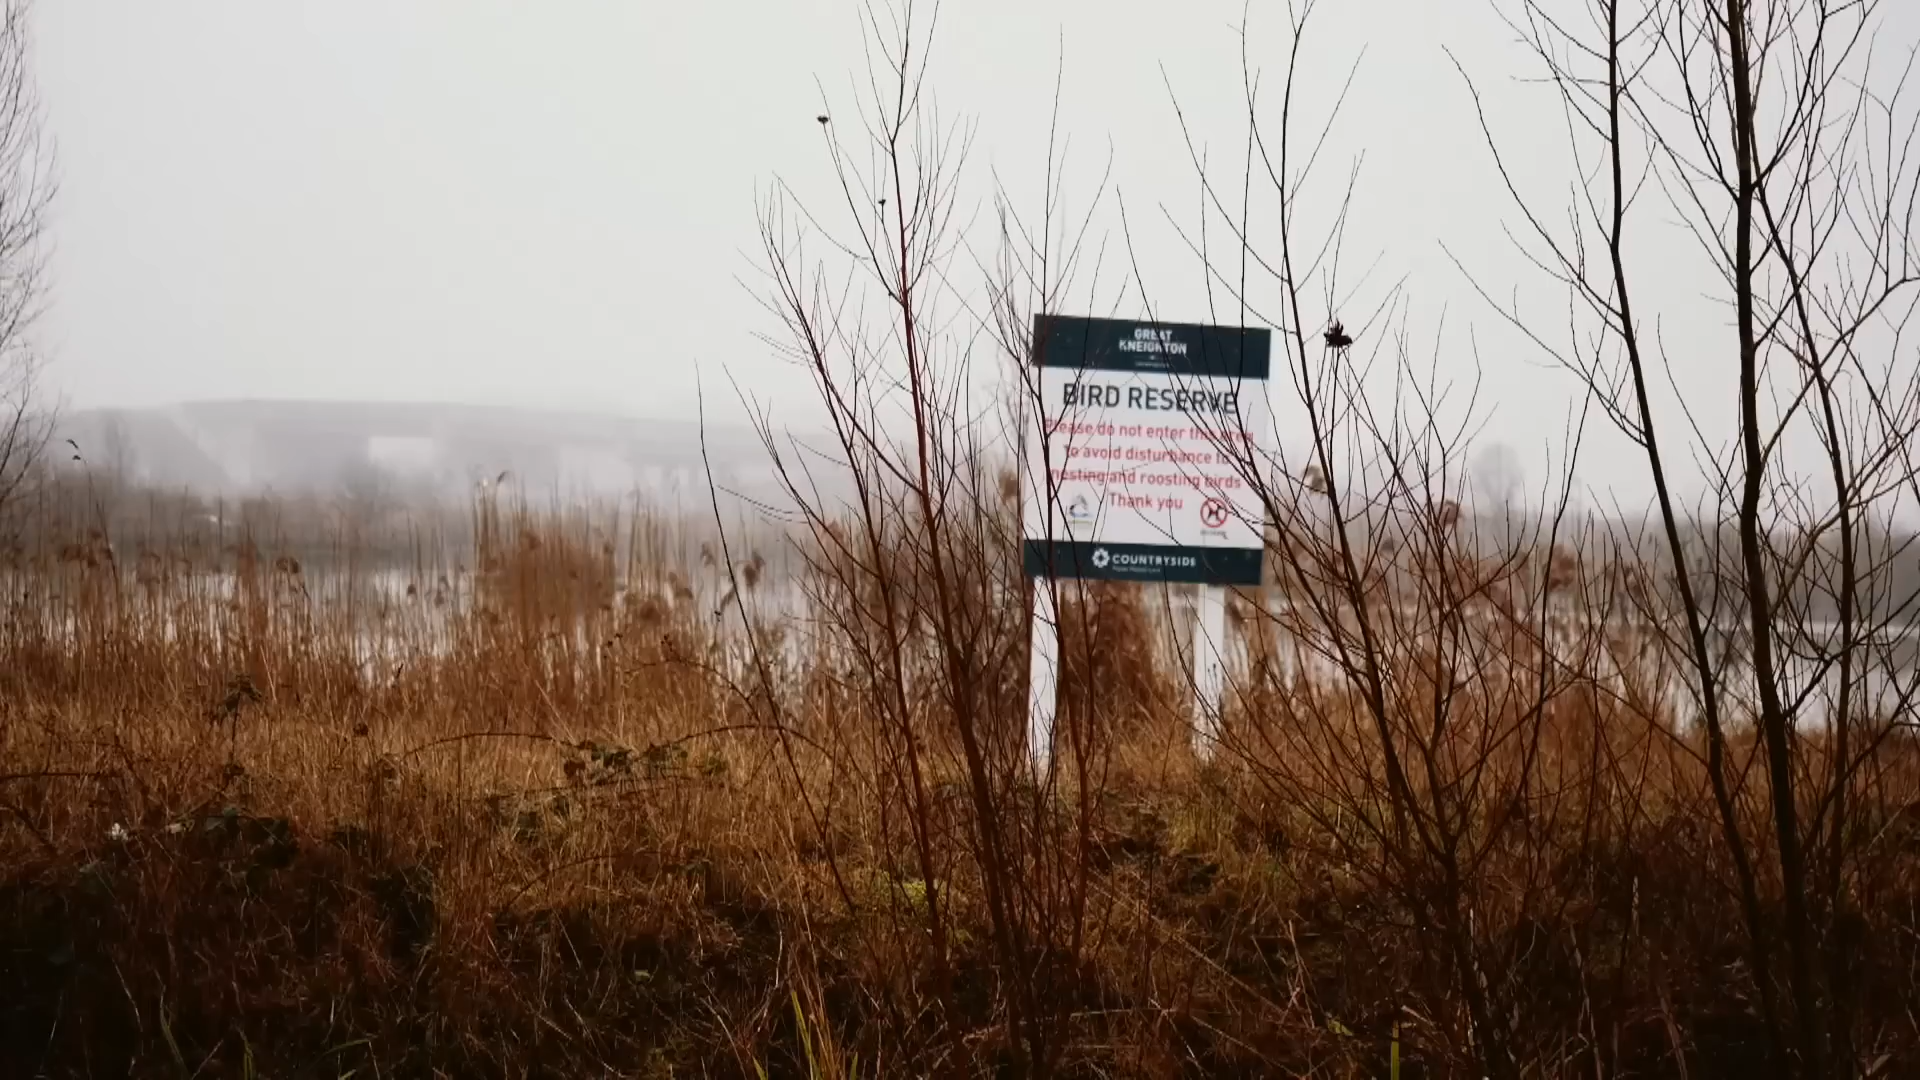 GREAT
KNEIGHTON
BIRD RESERVE
Please do not enter this area
to avoid disturbance to
nesting and roosting birds
Thank you
COUNTRYSIDE